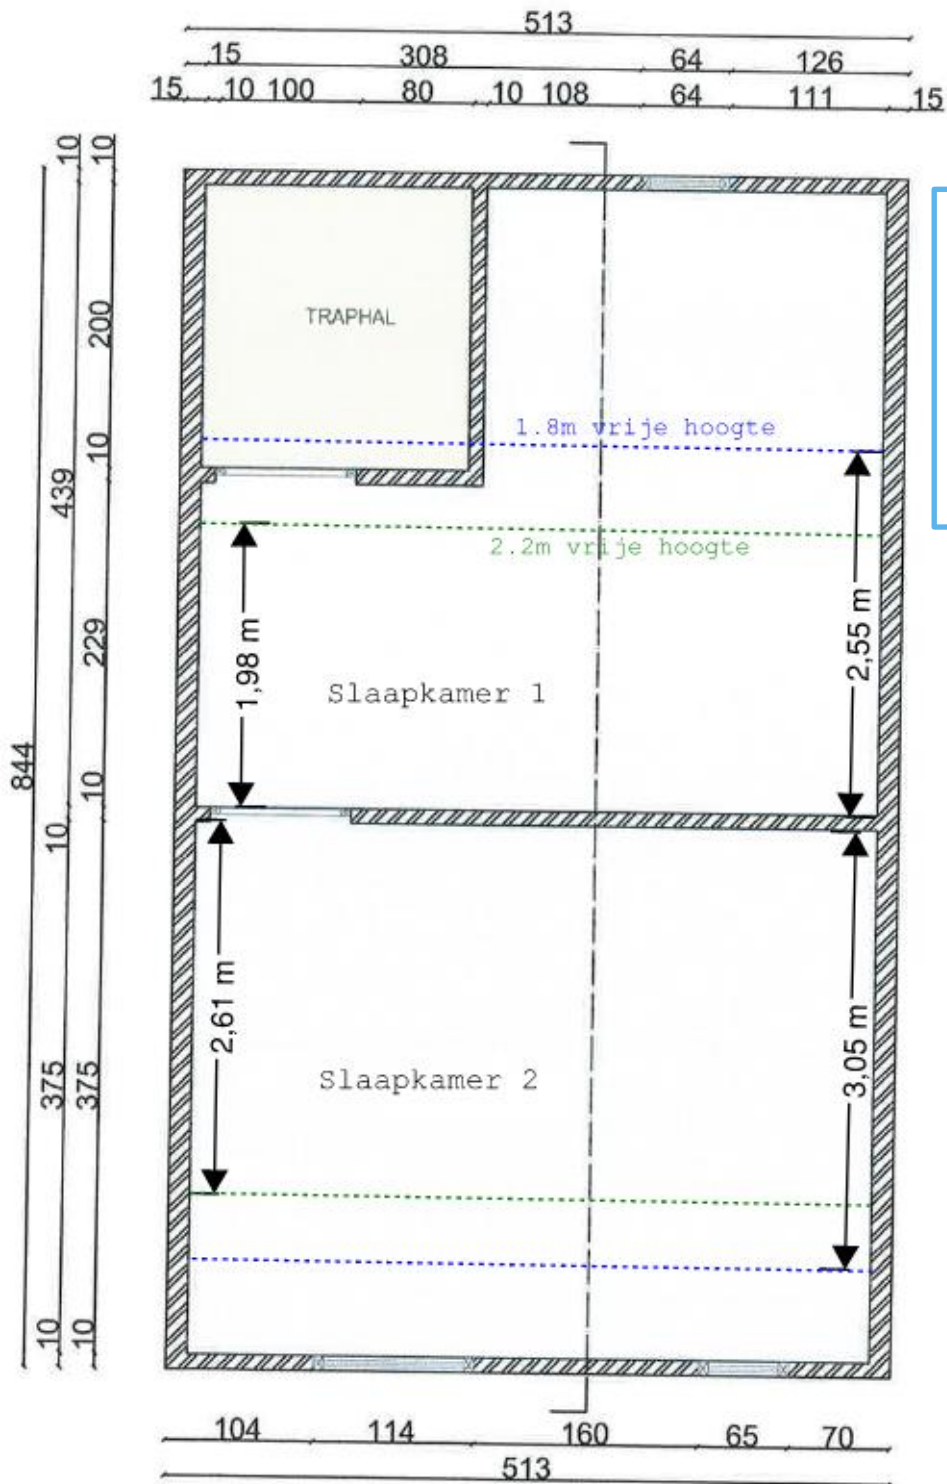 513
15 308 64 126
15 10 100 80 10 108 64 111 15
10 10
TRAPHAL
200
1.8m vrije hoogte
10
439
2.2m vrije hoogte
2,55 m
1,98 m
229
Slaapkamer 1
844
10
10
2,61 m
3,05 m
Slaapkamer 2
375 375
10 10
104 114 160 65 70
513